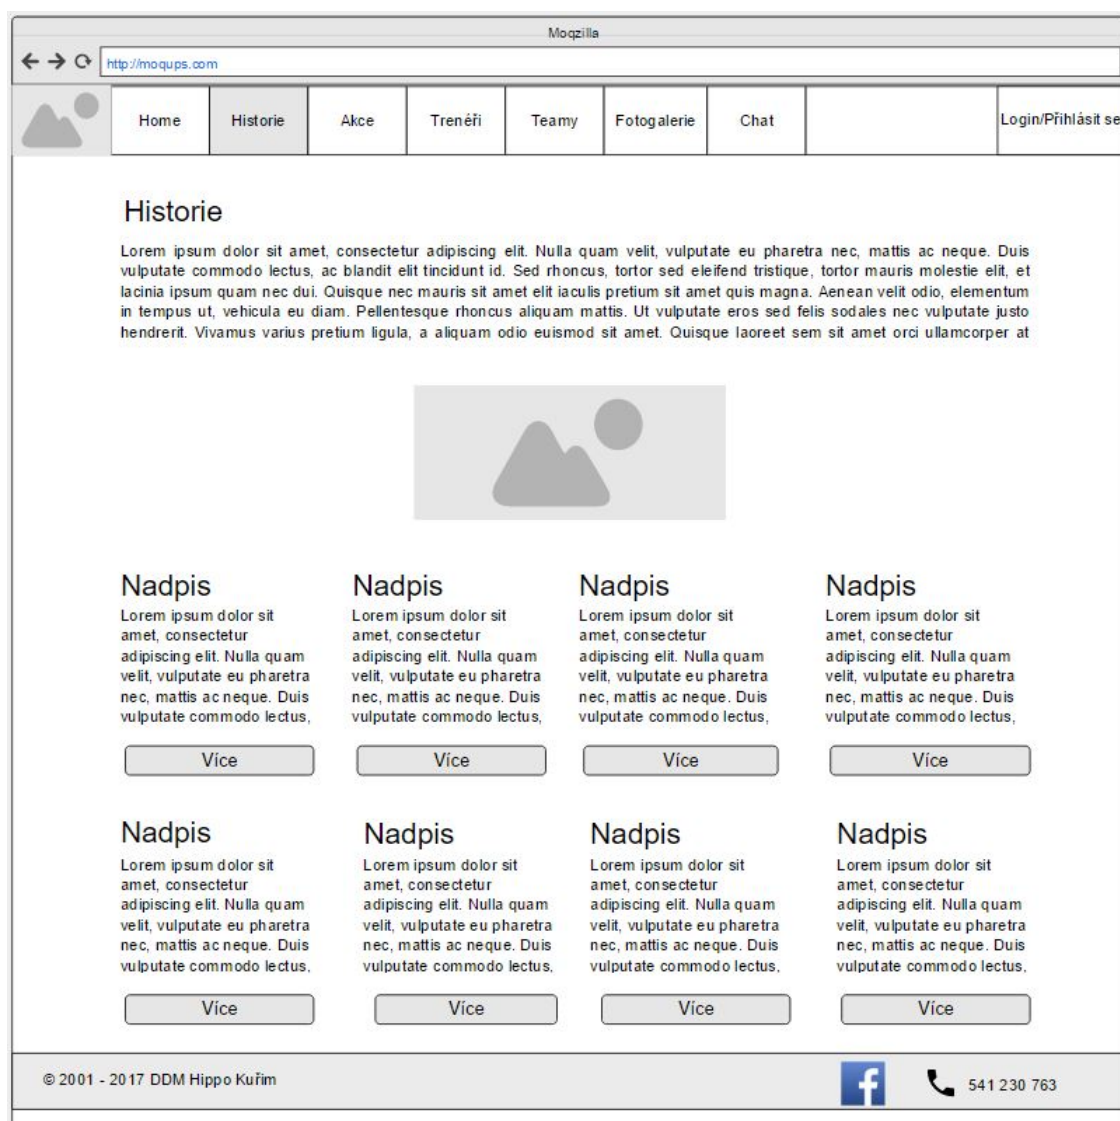 Moqzilla
http://moqups.com
Home Historie Akce Trenéři Teamy Fotogalerie Chat Login/Přihlásit se
Historie
Lorem ipsum dolor sit amet, consectetur adipiscing elit. Nulla quam velit, vulputate eu pharetra nec, mattis ac neque. Duis
vulputate commodo lectus, ac blandit elit tincidunt id. Sed rhoncus, tortor sed eleifend tristique, tortor mauris molestie elit, et
lacinia ipsum quam nec dui. Quisque nec mauris sit amet elit iaculis pretium sit amet quis magna. Aenean velit odio, elementum
in tempus ut, vehicula eu diam. Pellentesque rhoncus aliquam mattis. Ut vulputate eros sed felis sodales nec vulputate justo
hendrerit. Vivamus varius pretium ligula, a aliquam odio euismod sit amet. Quisque laoreet sem sit amet orci ullamcorper at
Nadpis
Lorem ipsum dolor sit
amet, consectetur
adipiscing elit. Nulla quam
velit, vulputate eu pharetra
nec, mattis ac neque. Duis
vulputate commodo lectus,
Více
Nadpis
Lorem ipsum dolor sit
amet, consectetur
adipiscing elit. Nulla quam
velit, vulputate eu pharetra
nec, mattis ac neque. Duis
vulputate commodo lectus,
Více
Nadpis
Lorem ipsum dolor sit
amet, consectetur
adipiscing elit. Nulla quam
velit, vulputate eu pharetra
nec, mattis ac neque. Duis
vulputate commodo lectus,
Více
Nadpis
Lorem ipsum dolor sit
amet, consectetur
adipiscing elit. Nulla quam
velit, vulputate eu pharetra
nec, mattis ac neque. Duis
vulputate commodo lectus,
Více
Nadpis
Lorem ipsum dolor sit
amet, consectetur
adipiscing elit. Nulla quam
velit, vulputate eu pharetra
nec, mattis ac neque. Duis
vulputate commodo lectus,
Více
Nadpis
Lorem ipsum dolor sit
amet, consectetur
adipiscing elit. Nulla quam
velit, vulputate eu pharetra
nec, mattis ac neque. Duis
vulputate commodo lectus,
Více
Nadpis
Lorem ipsum dolor sit
amet, consectetur
adipiscing elit. Nulla quam
velit, vulputate eu pharetra
nec, mattis ac neque. Duis
vulputate commodo lectus,
Více
Nadpis
Lorem ipsum dolor sit
amet, consectetur
adipiscing elit. Nulla quam
velit, vulputate eu pharetra
nec, mattis ac neque. Duis
vulputate commodo lectus,
Více
© 2001 - 2017 DDM Hippo Kuřim f 541 230 763